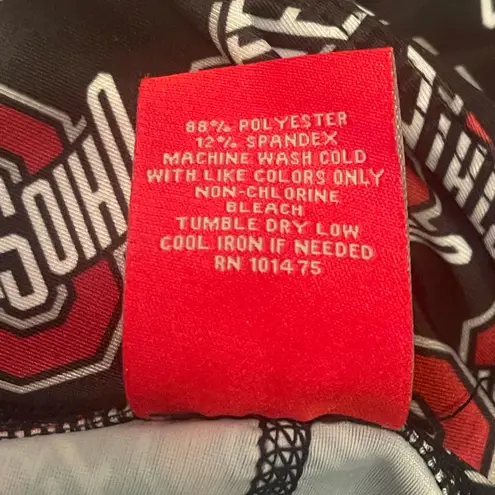 88% POLYESTER
12% SPANDEX
MACHINE WASH COLD
WITH LIKE COLORS ONLY
NON-CHLORINE
BLEACH
TUMBLE DRY LOW
COOL IRON IF NEEDED
RN 101475
OHIO